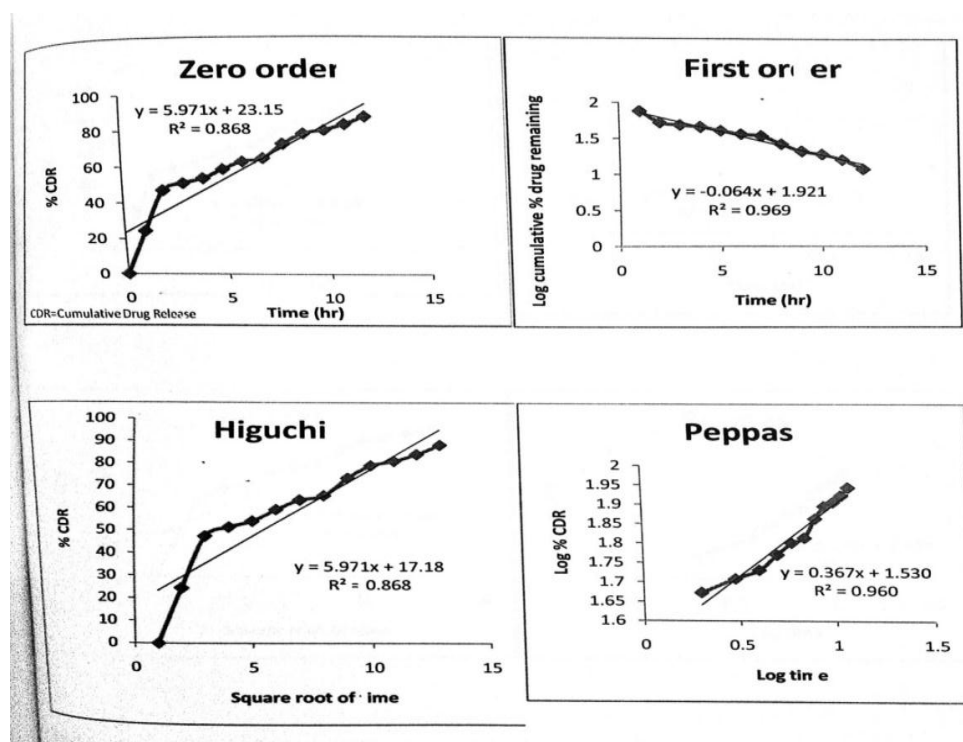 Zero order
100
80
60
40
20
0
% CDR
y = 5.971x + 23.15
R² = 0.868
0 5 10 15
Time (hr)
CDR=Cumulative Drug Release
First or er
2
1.5
1
0.5
0
Log cumulative % drug remaining
y = -0.064x + 1.921
R² = 0.969
0 5 10 15
Time (hr)
Higuchi
100
90
80
70
60
50
40
30
20
10
0
% CDR
y = 5.971x + 17.18
R² = 0.868
0 5 10 15
Square root of ime
Peppas
2
1.95
1.9
1.85
1.8
1.75
1.7
1.65
1.6
Log % CDR
y = 0.367x + 1.530
R² = 0.960
0 0.5 1 1.5
Log time